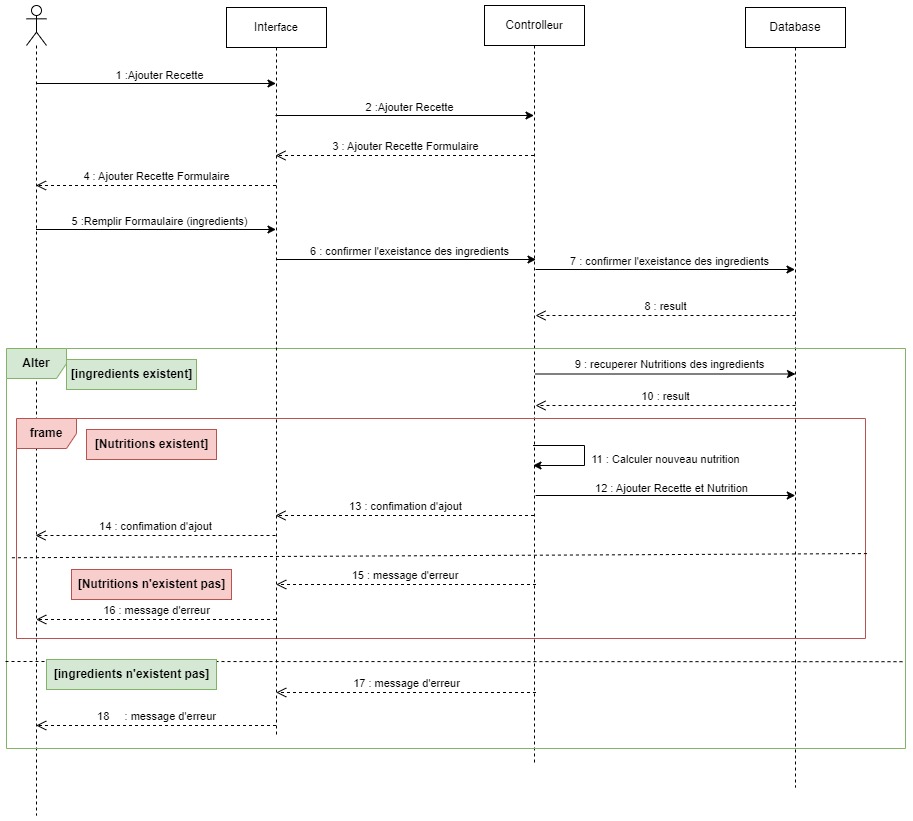 Interface
Controlleur
Database
1 :Ajouter Recette
2 :Ajouter Recette
3 : Ajouter Recette Formulaire
4 : Ajouter Recette Formulaire
5 :Remplir Formaulaire (ingredients)
6 : confirmer l'exeistance des ingredients
7 : confirmer l'exeistance des ingredients
8 : result
Alter
[ingredients existent]
9 : recuperer Nutritions des ingredients
10 : result
frame
[Nutritions existent]
11 : Calculer nouveau nutrition
12 : Ajouter Recette et Nutrition
13 : confimation d'ajout
14 : confimation d'ajout
[Nutritions n'existent pas]
15 : message d'erreur
16 : message d'erreur
[ingredients n'existent pas]
17 : message d'erreur
18 : message d'erreur